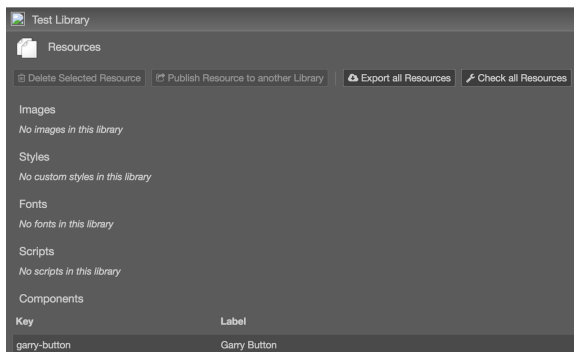 Test Library
Resources
Delete Selected Resource Publish Resource to another Library Export all Resources Check all Resources
Images
No images in this library
Styles
No custom styles in this library
Fonts
No fonts in this library
Scripts
No scripts in this library
Components
Key Label
garry-button Garry Button